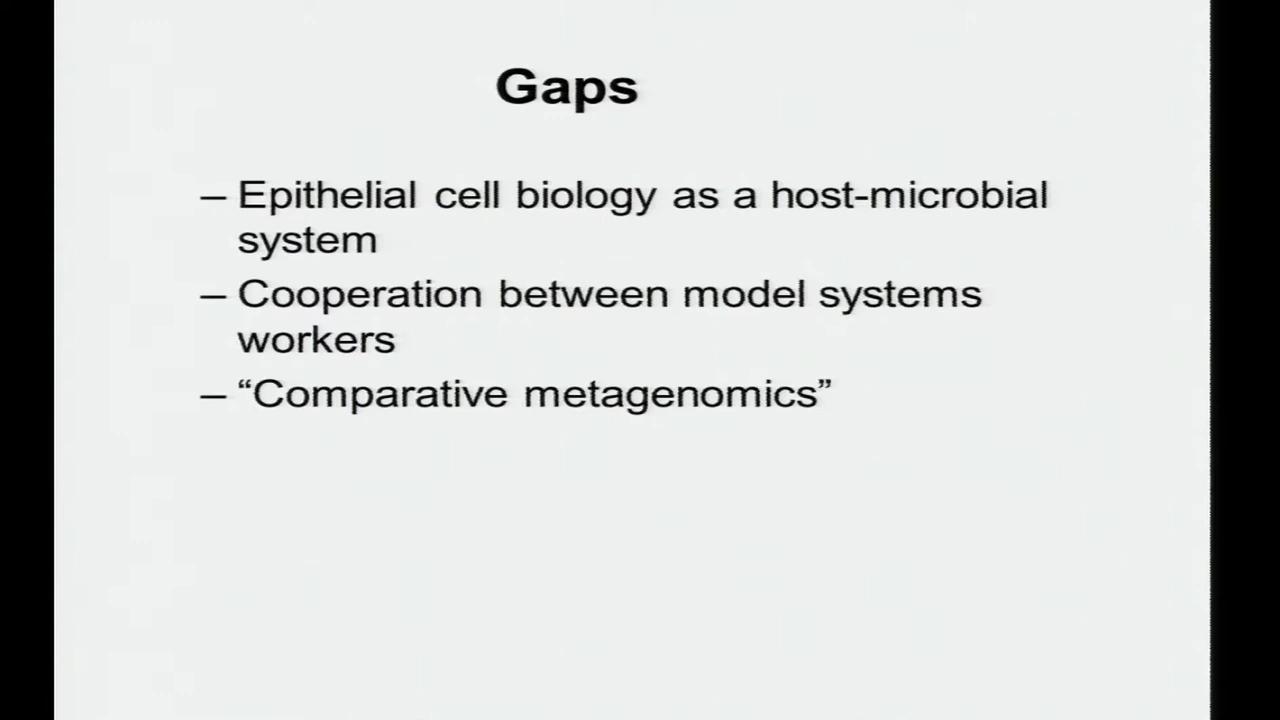 Gaps
– Epithelial cell biology as a host-microbial
system
– Cooperation between model systems
workers
– “Comparative metagenomics”